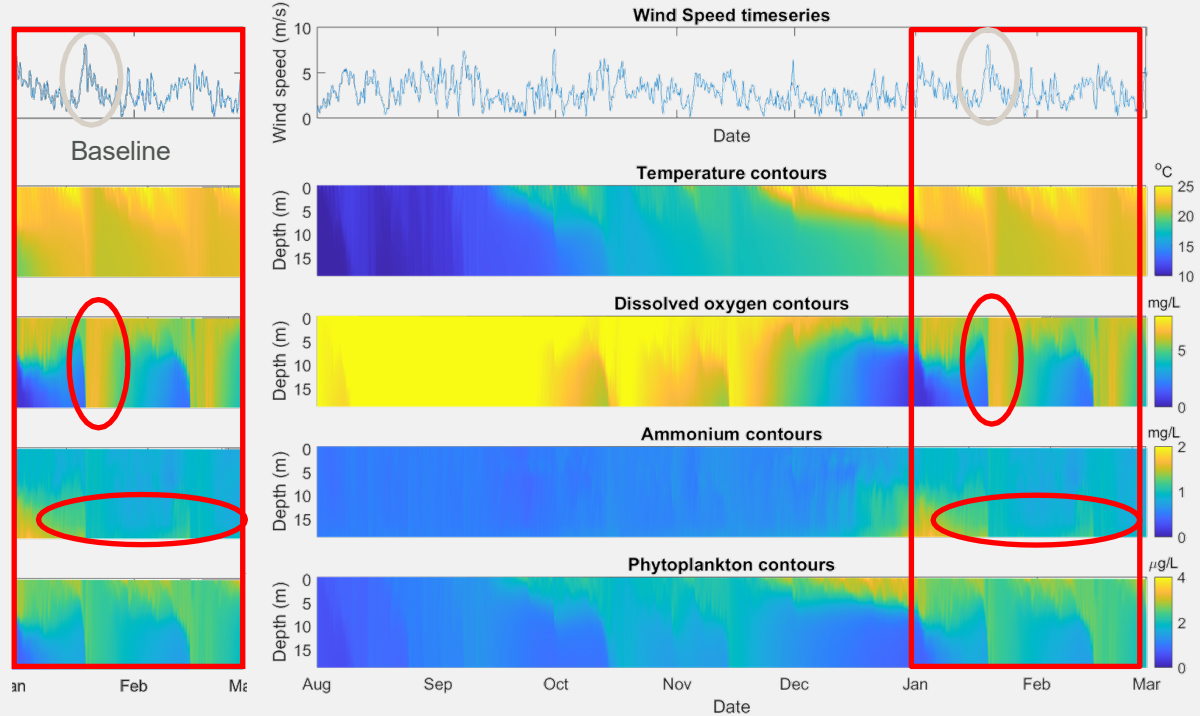 Wind Speed timeseries
Wind speed (m/s)
10
5
0
Date
Baseline
Temperature contours
Depth (m)
0
5
10
15
°C
25
20
15
10
Dissolved oxygen contours
Depth (m)
0
5
10
15
mg/L
5
0
Ammonium contours
Depth (m)
0
5
10
15
mg/L
2
1
0
Phytoplankton contours
Depth (m)
0
5
10
15
μg/L
4
2
0
an Feb Ma
Aug Sep Oct Nov Dec Jan Feb Mar
Date